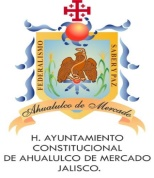 FEDERALISMO
SABER Y PAZ
Ahualulco de Mercado
H. AYUNTAMIENTO
CONSTITUCIONAL
DE AHUALULCO DE MERCADO
JALISCO.